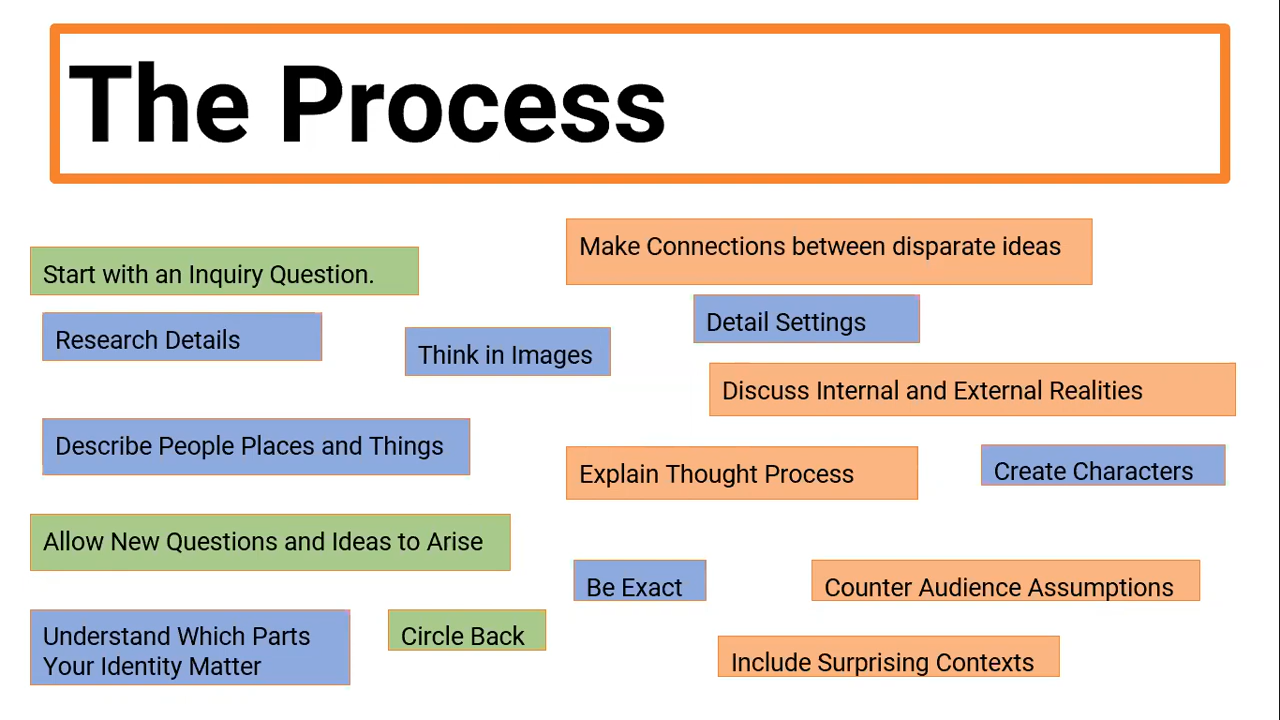 The Process
Make Connections between disparate ideas
Start with an Inquiry Question.
Detail Settings
Research Details
Think in Images
Discuss Internal and External Realities
Describe People Places and Things
Explain Thought Process
Create Characters
Allow New Questions and Ideas to Arise
Be Exact
Counter Audience Assumptions
Understand Which Parts
Your Identity Matter
Circle Back
Include Surprising Contexts